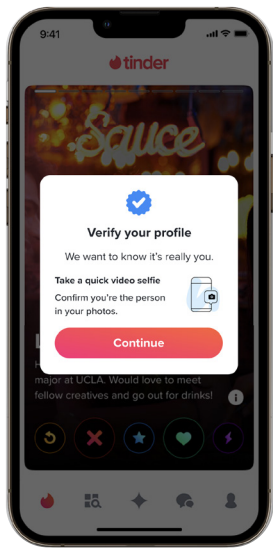 9:41
tinder
Sauce
Verify your profile
We want to know it's really you.
Take a quick video selfie
Confirm you're the person
in your photos.
Continue
major at UCLA. Would love to meet
fellow creatives and go out for drinks!